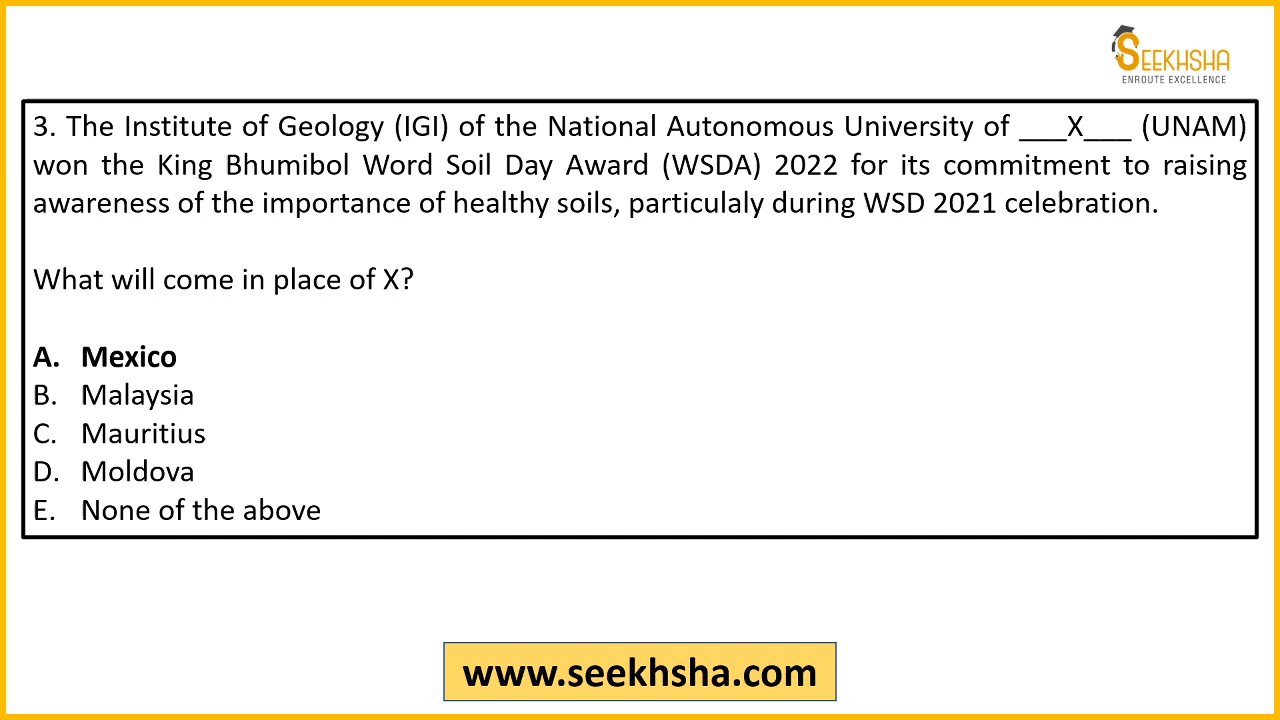 SEEKHSHA
ENROUTE EXCELLENCE
3. The Institute of Geology (IGI) of the National Autonomous University of ___X___ (UNAM)
won the King Bhumibol Word Soil Day Award (WSDA) 2022 for its commitment to raising
awareness of the importance of healthy soils, particulaly during WSD 2021 celebration.
What will come in place of X?
A. Mexico
B. Malaysia
C. Mauritius
D. Moldova
E. None of the above
www.seekhsha.com